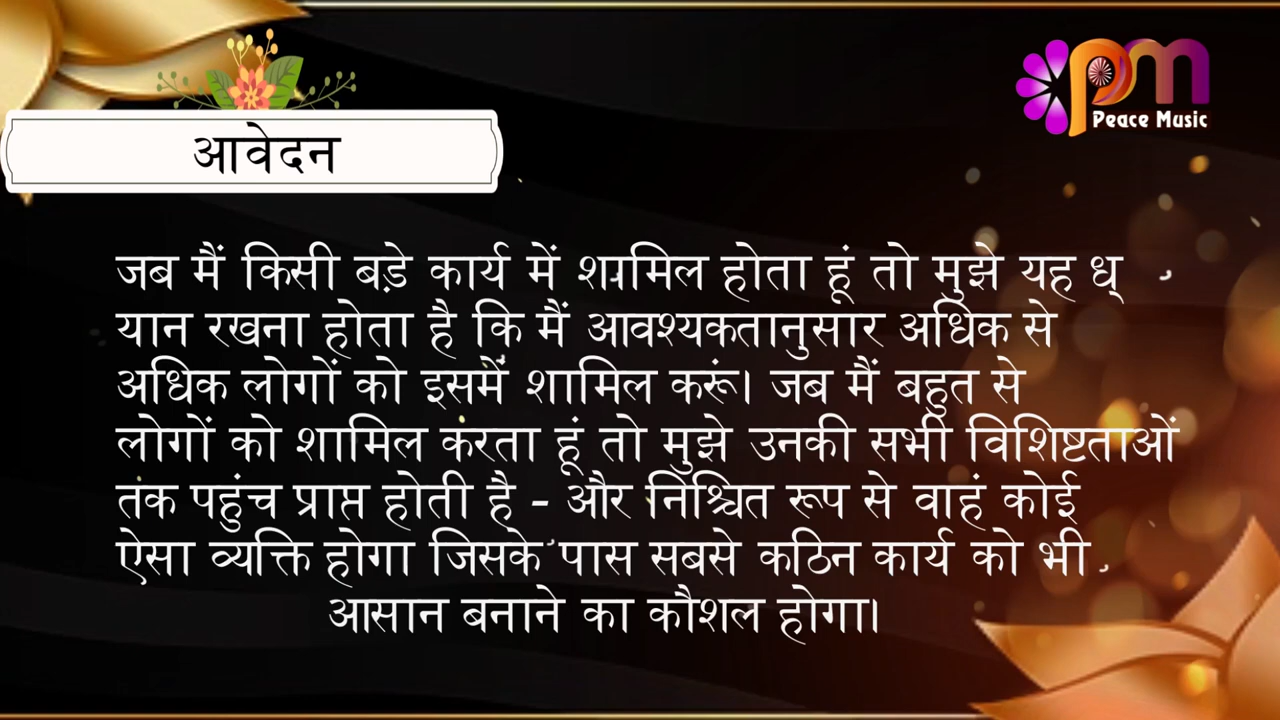 Peace Music
आवेदन
जब मैं किसी बड़े कार्य में शामिल होता हूं तो मुझे यह ध्
यान रखना होता है कि मैं आवश्यकतानुसार अधिक से
अधिक लोगों को इसमें शामिल करूं। जब मैं बहुत से
लोगों को शामिल करता हूं तो मुझे उनकी सभी विशिष्टताओं
तक पहुंच प्राप्त होती है - और निश्चित रूप से वाहं कोई
ऐसा व्यक्ति होगा जिसके पास सबसे कठिन कार्य को भी
आसान बनाने का कौशल होगा।